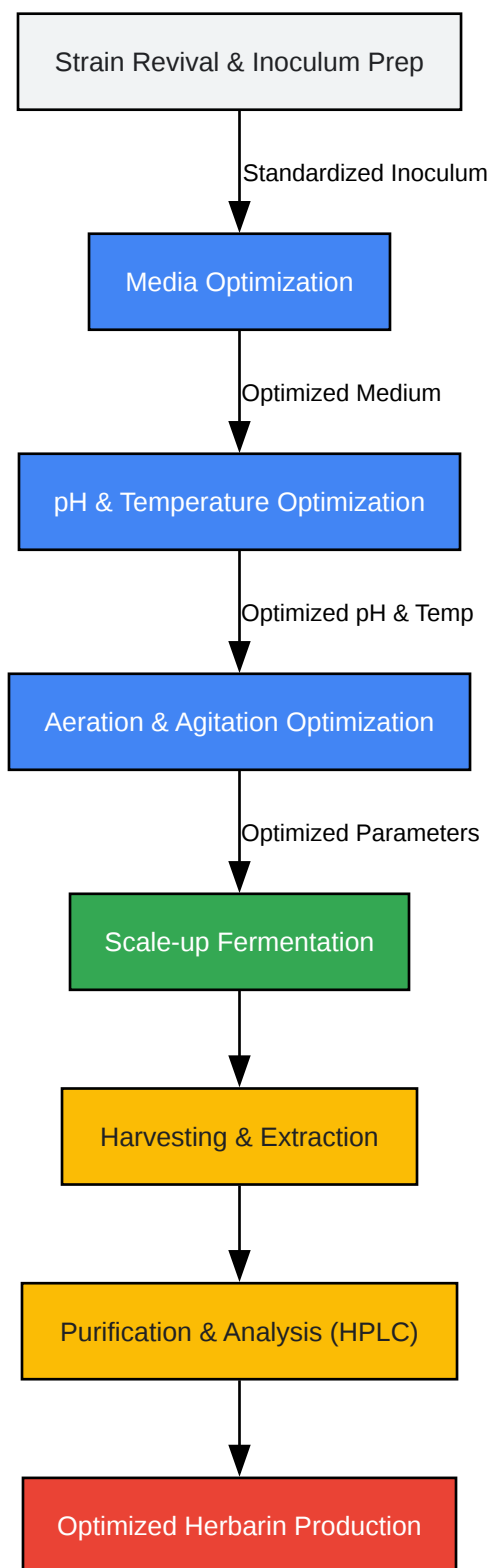 Strain Revival & Inoculum Prep
Standardized Inoculum
Media Optimization
Optimized Medium
pH & Temperature Optimization
Optimized pH & Temp
Aeration & Agitation Optimization
Optimized Parameters
Scale-up Fermentation
Harvesting & Extraction
Purification & Analysis (HPLC)
Optimized Herbarin Production